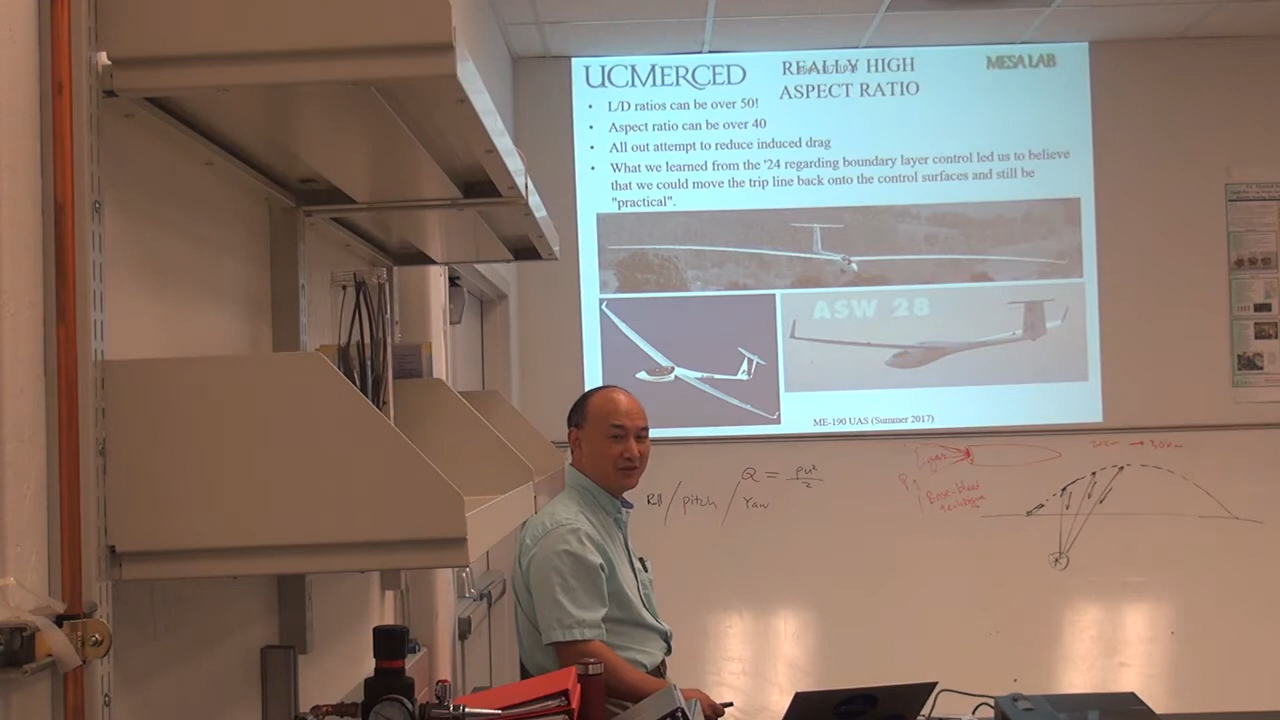 UCMERCED
REALLY HIGH
ASPECT RATIO
MESA LAB
• L/D ratios can be over 50!
• Aspect ratio can be over 40
• All out attempt to reduce induced drag
• What we learned from the '24 regarding boundary layer control led us to believe
that we could move the trip line back onto the control surfaces and still be
"practical".
ASW 28
ME-190 UAS (Summer 2017)
Roll / pitch / Yaw
Q = ρu²/2
Base-bleed